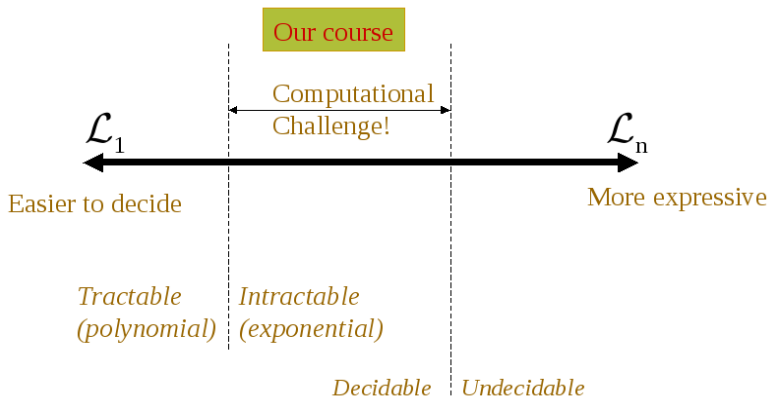 Our course
Computational
Challenge!
ℒ₁
ℒₙ
Easier to decide
More expressive
Tractable
(polynomial)
Intractable
(exponential)
Decidable
Undecidable